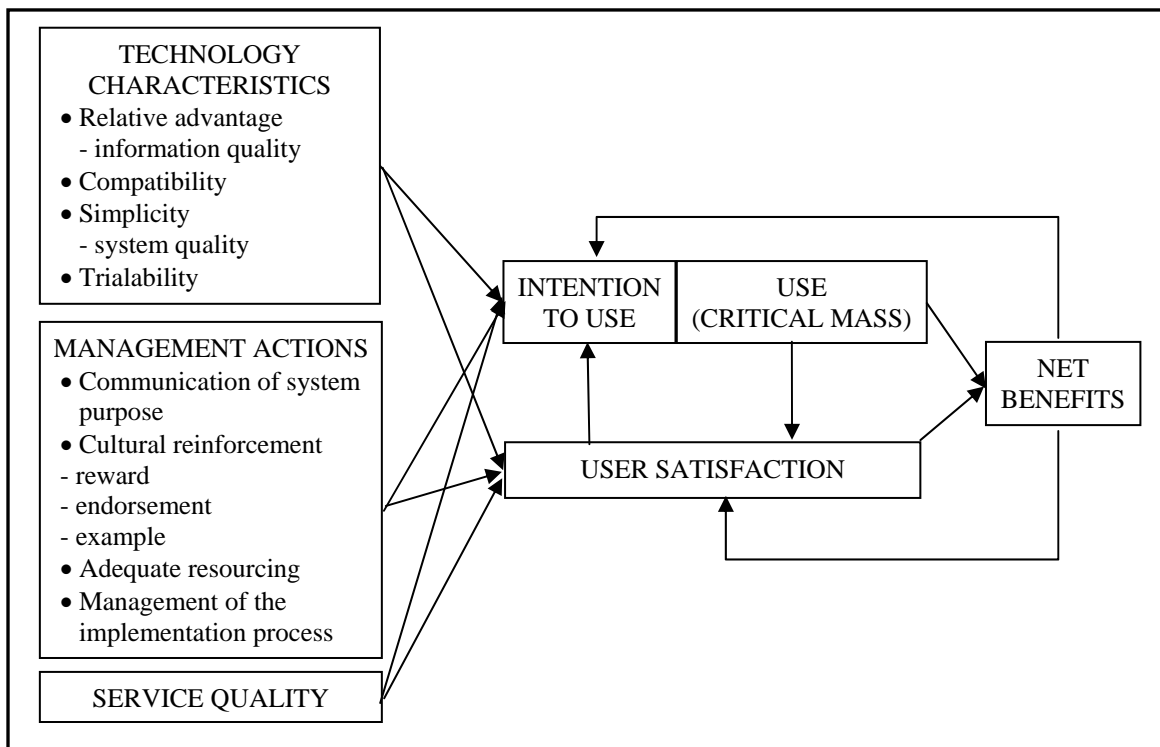 TECHNOLOGY
CHARACTERISTICS
• Relative advantage
- information quality
• Compatibility
• Simplicity
- system quality
• Trialability
MANAGEMENT ACTIONS
• Communication of system
purpose
• Cultural reinforcement
- reward
- endorsement
- example
• Adequate resourcing
• Management of the
implementation process
SERVICE QUALITY
INTENTION
TO USE
USE
(CRITICAL MASS)
USER SATISFACTION
NET
BENEFITS